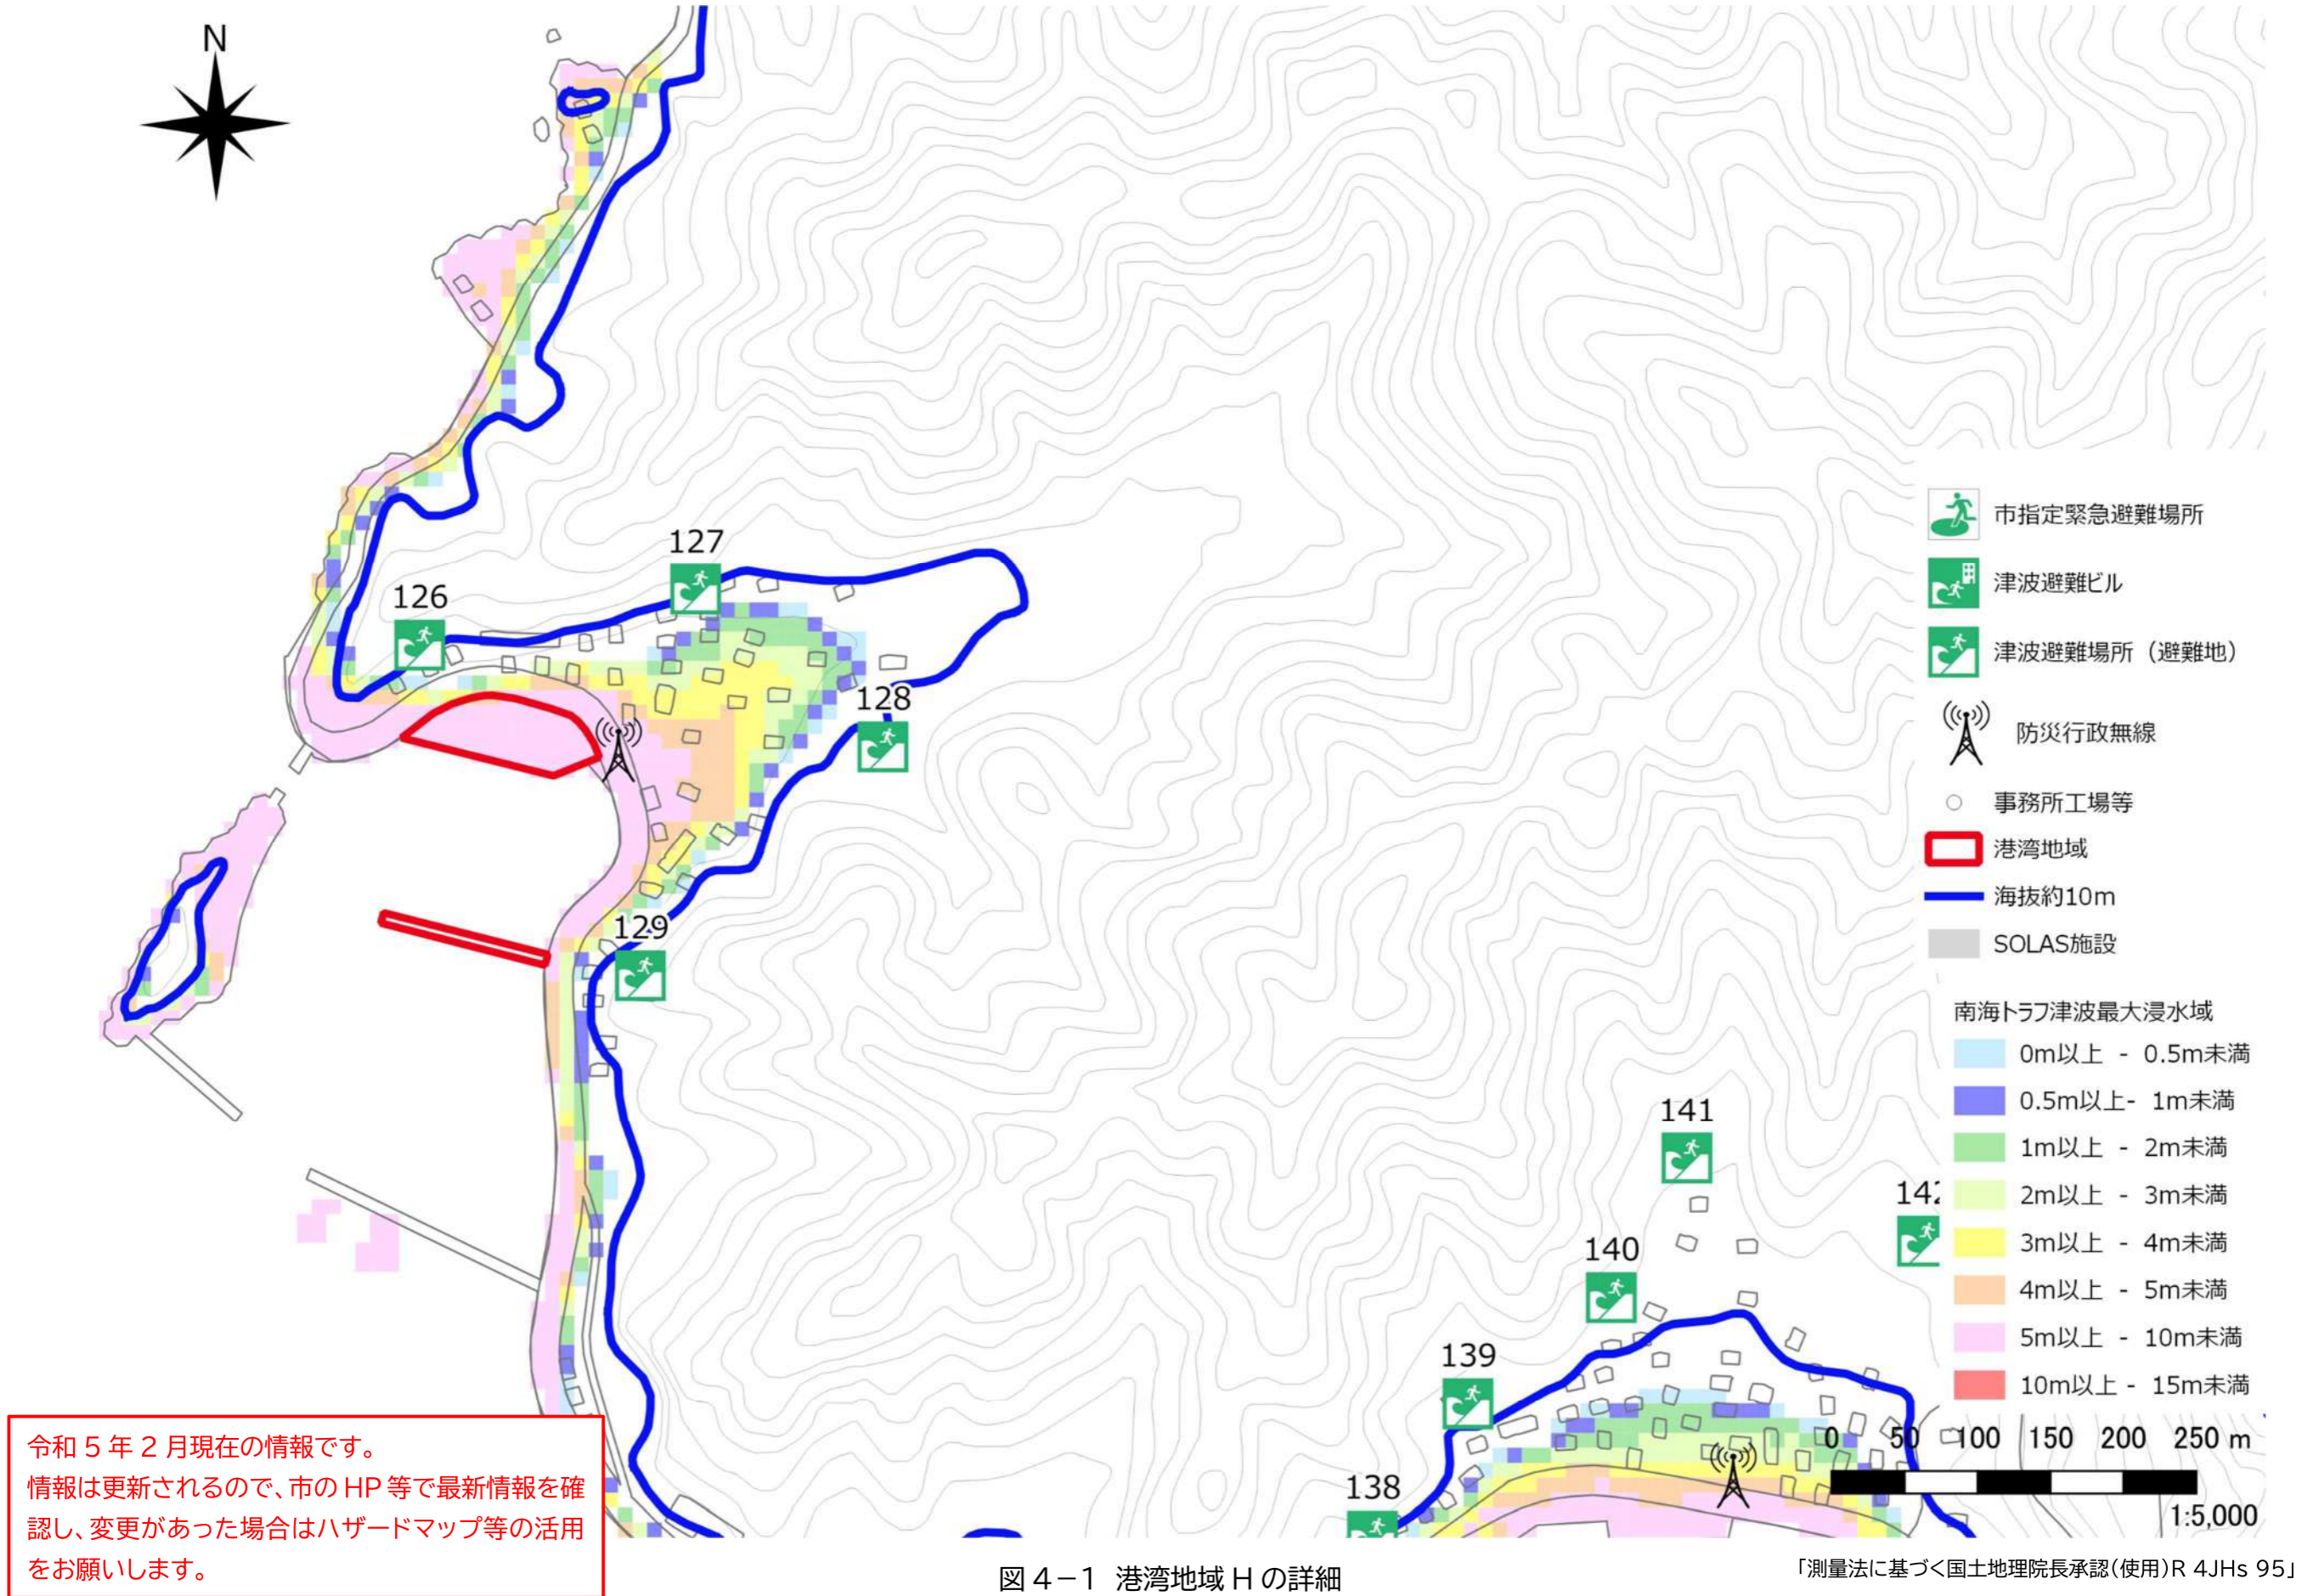 N
127
126
128
129
141
142
140
139
138
市指定緊急避難場所
津波避難ビル
津波避難場所（避難地）
防災行政無線
事務所工場等
港湾地域
海抜約10m
SOLAS施設
南海トラフ津波最大浸水域
0m以上 - 0.5m未満
0.5m以上- 1m未満
1m以上 - 2m未満
2m以上 - 3m未満
3m以上 - 4m未満
4m以上 - 5m未満
5m以上 - 10m未満
10m以上 - 15m未満
0 50 100 150 200 250 m
1:5,000
令和５年２月現在の情報です。
情報は更新されるので、市のHP等で最新情報を確
認し、変更があった場合はハザードマップ等の活用
をお願いします。
図４－１ 港湾地域Hの詳細
「測量法に基づく国土地理院長承認(使用)R 4JHs 95」